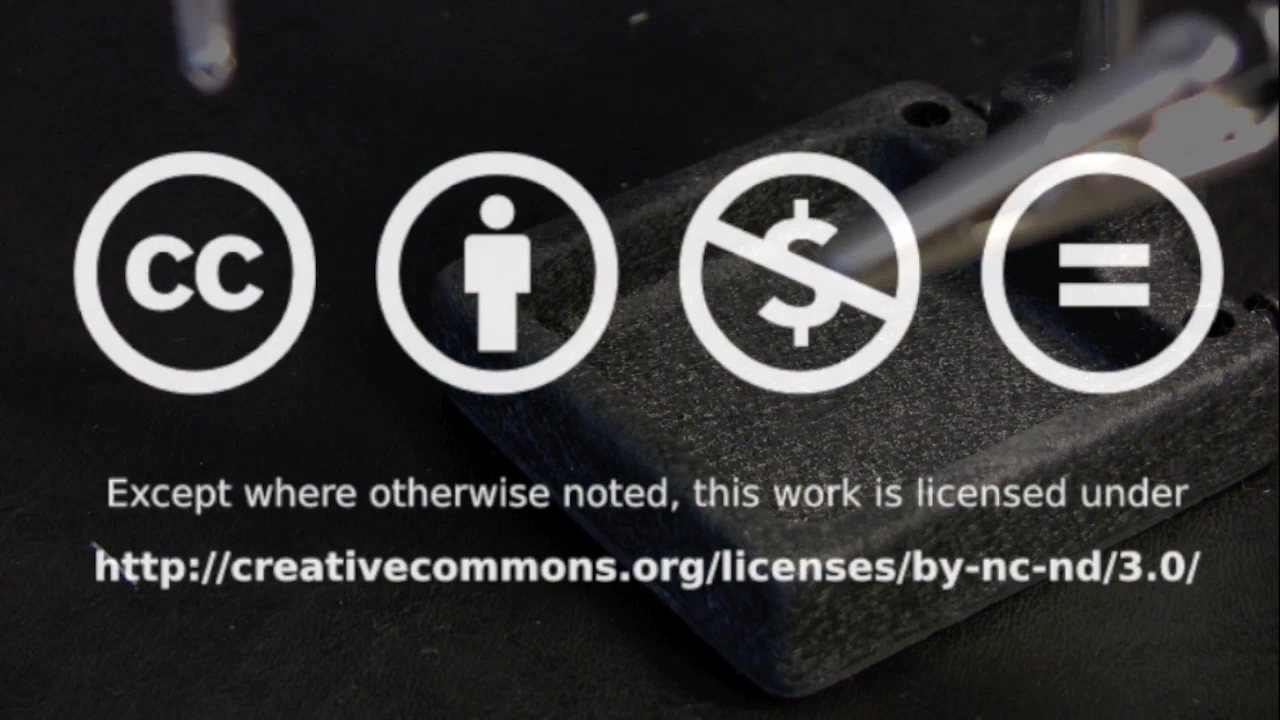 cc
$
=
Except where otherwise noted, this work is licensed under
http://creativecommons.org/licenses/by-nc-nd/3.0/